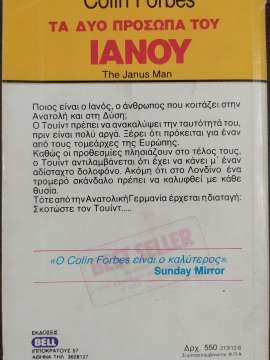 Colin Forbes
ΤΑ ΔΥΟ ΠΡΟΣΩΠΑ ΤΟΥ
ΙΑΝΟΥ
The Janus Man
Ποιος είναι ο Ιανός, ο άνθρωπος που κοιτάζει στην
Ανατολή και στη Δύση;
Ο Τουίντ πρέπει να ανακαλύψει την ταυτότητά του,
πριν είναι πολύ αργά. Ξέρει ότι πρόκειται για έναν
από τους τομεάρχες της Ευρώπης.
Καθώς οι προθεσμίες πλησιάζουν στο τέλος τους,
ο Τουίντ αντιλαμβάνεται ότι έχει να κάνει μ' έναν
αδίσταχτο δολοφόνο. Ακόμη ότι στο Λονδίνο ένα
τρομερό σκάνδαλο πρέπει να καλυφθεί με κάθε
θυσία.
Τότε από την Ανατολική Γερμανία έρχεται η διαταγή:
Σκοτώστε τον Τουίντ.....
BEST SELLER
«Ο Colin Forbes είναι ο καλύτερος».
Sunday Mirror
ΕΚΔΟΣΕΙΣ
BELL
ΙΠΠΟΚΡΑΤΟΥΣ 57
ΑΘΗΝΑ ΤΗΛ. 3628127
Δρχ. 550